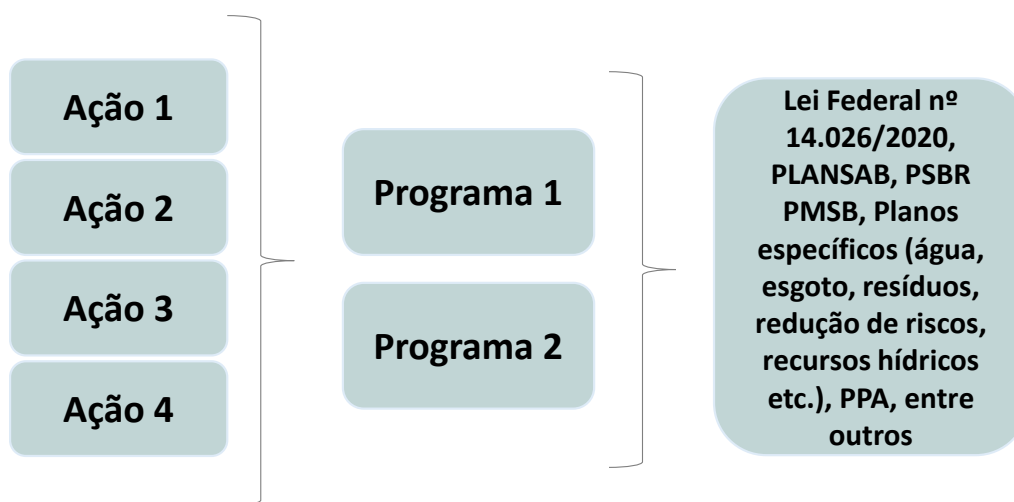 Ação 1
Ação 2
Ação 3
Ação 4
Programa 1
Programa 2
Lei Federal nº
14.026/2020,
PLANSAB, PSBR
PMSB, Planos
específicos (água,
esgoto, resíduos,
redução de riscos,
recursos hídricos
etc.), PPA, entre
outros